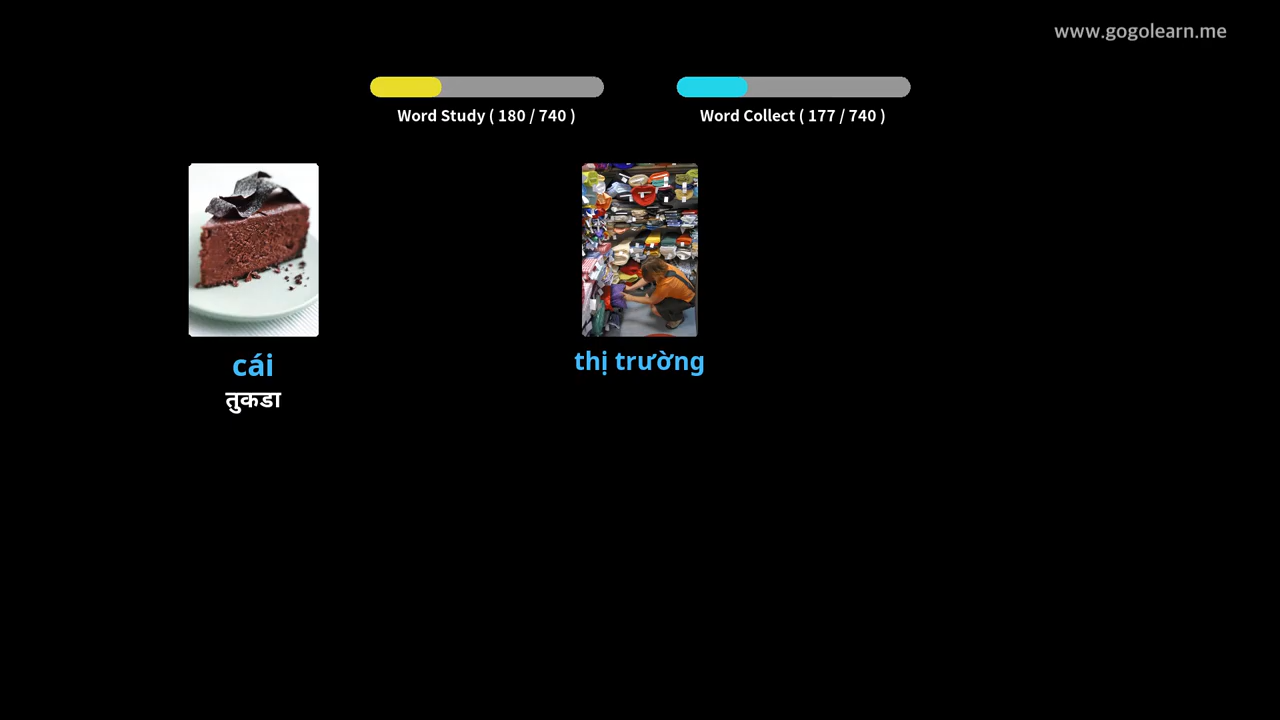 www.gogolearn.me
Word Study ( 180 / 740 )
Word Collect ( 177 / 740 )
cái
तुकडा
thị trường